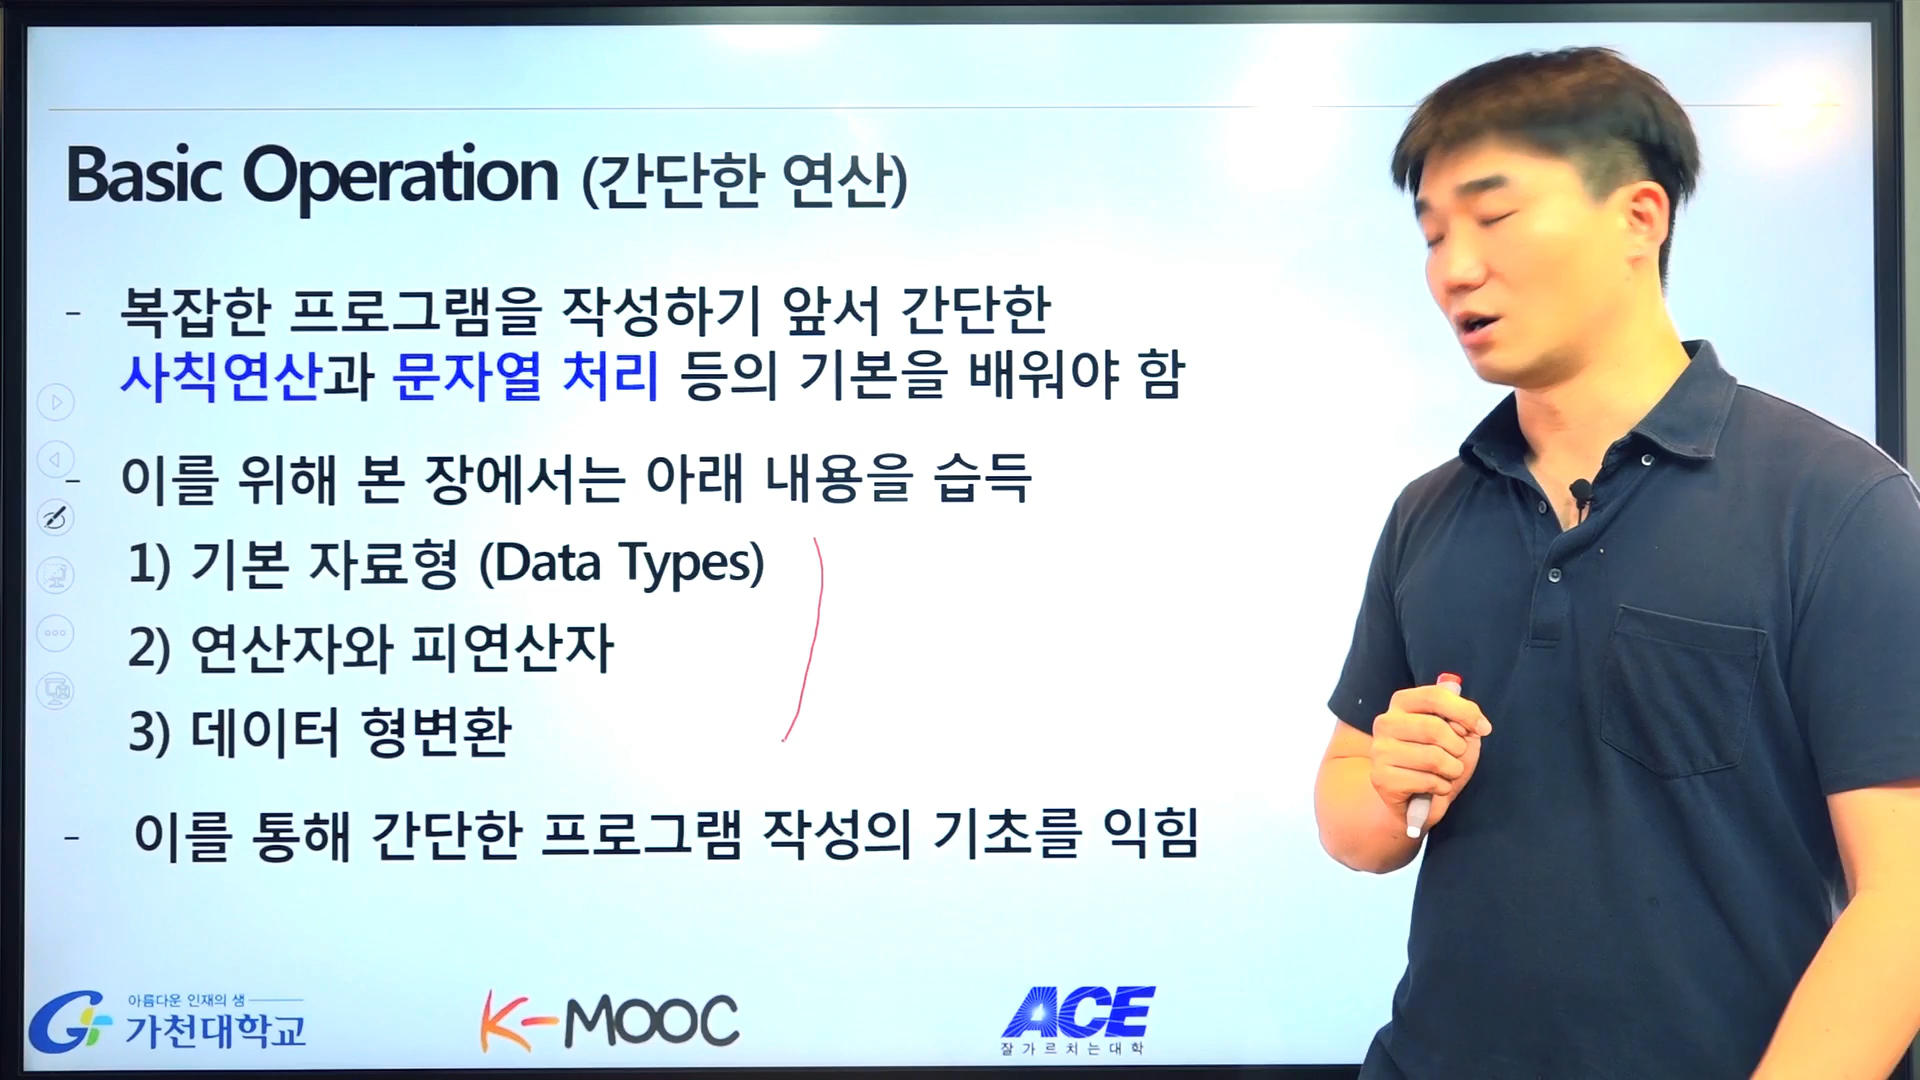 Basic Operation (간단한 연산)
- 복잡한 프로그램을 작성하기 앞서 간단한
사칙연산과 문자열 처리 등의 기본을 배워야 함
- 이를 위해 본 장에서는 아래 내용을 습득
1) 기본 자료형 (Data Types)
2) 연산자와 피연산자
3) 데이터 형변환
- 이를 통해 간단한 프로그램 작성의 기초를 익힘
아름다운 인재의 샘
가천대학교
K-MOOC
ACE
잘가르치는대학